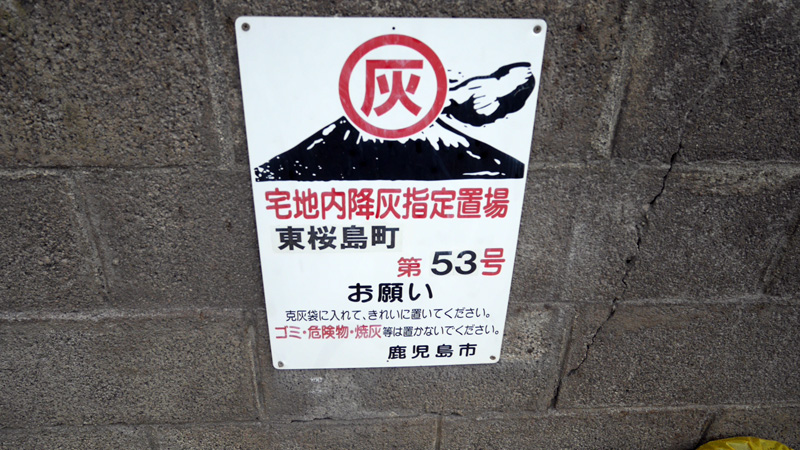 灰
宅地内降灰指定置場
東桜島町
第53号
お願い
克灰袋に入れて、きれいに置いてください。
ゴミ・危険物・焼灰等は置かないでください。
鹿児島市